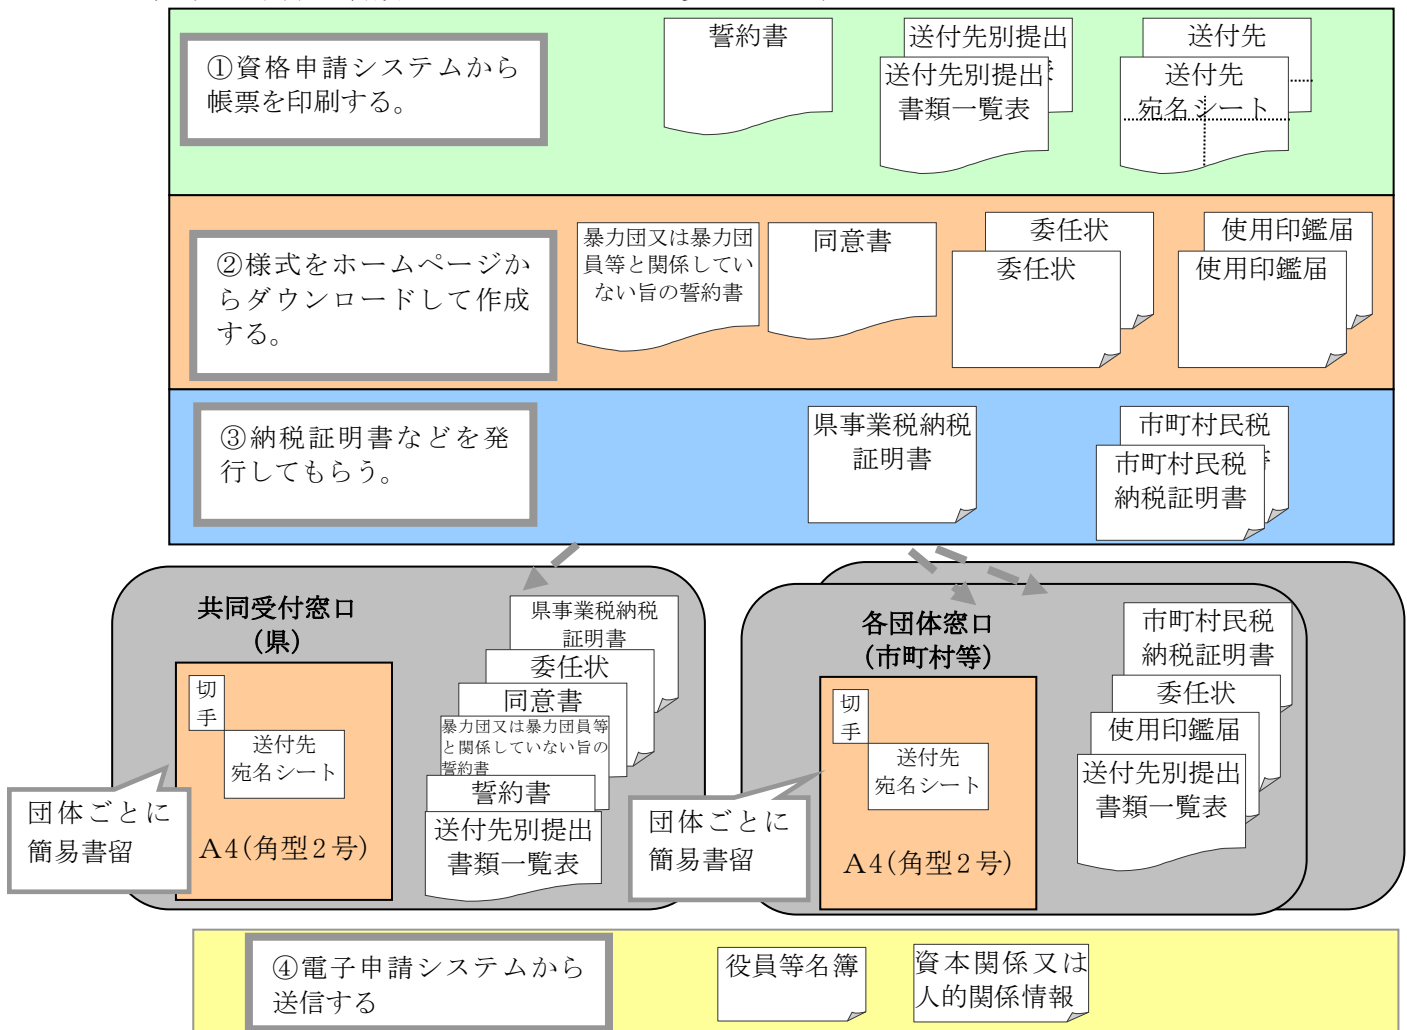 ①資格申請システムから
帳票を印刷する。
誓約書
送付先別提出
送付先別提出
書類一覧表
送付先
送付先
宛名シート
②様式をホームページか
らダウンロードして作成
する。
暴力団又は暴力団
員等と関係してい
ない旨の誓約書
同意書
委任状
委任状
使用印鑑届
使用印鑑届
③納税証明書などを発
行してもらう。
県事業税納税
証明書
市町村民税
市町村民税
納税証明書
共同受付窓口
(県)
切
手
送付先
宛名シート
A4(角型2号)
団体ごとに
簡易書留
県事業税納税
証明書
委任状
同意書
暴力団又は暴力団員等
と関係していない旨の
誓約書
誓約書
送付先別提出
書類一覧表
各団体窓口
(市町村等)
切
手
送付先
宛名シート
A4(角型2号)
団体ごとに
簡易書留
市町村民税
納税証明書
委任状
使用印鑑届
送付先別提出
書類一覧表
④電子申請システムから
送信する
役員等名簿
資本関係又は
人的関係情報